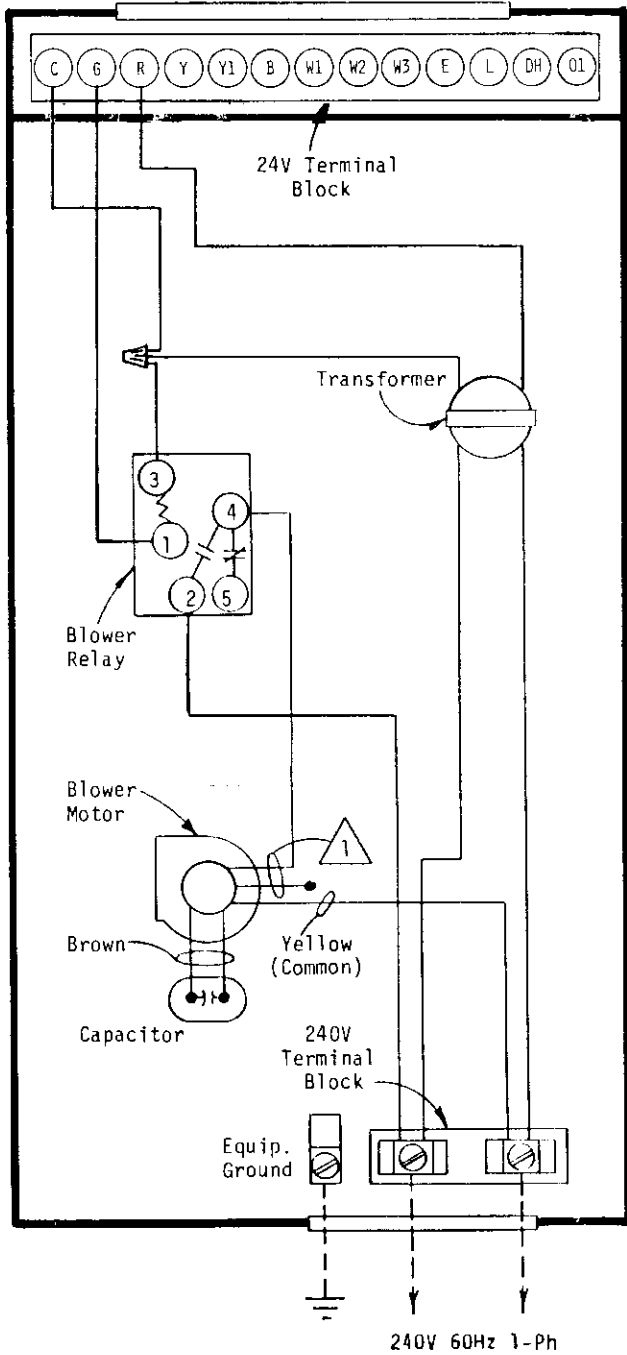 C G R Y Y1 B W1 W2 W3 E L DH O1
24V Terminal
Block
Transformer
3
4
1
2 5
Blower
Relay
Blower
Motor
1
Brown
Yellow
(Common)
Capacitor
240V
Terminal
Block
Equip.
Ground
240V 60Hz 1-Ph